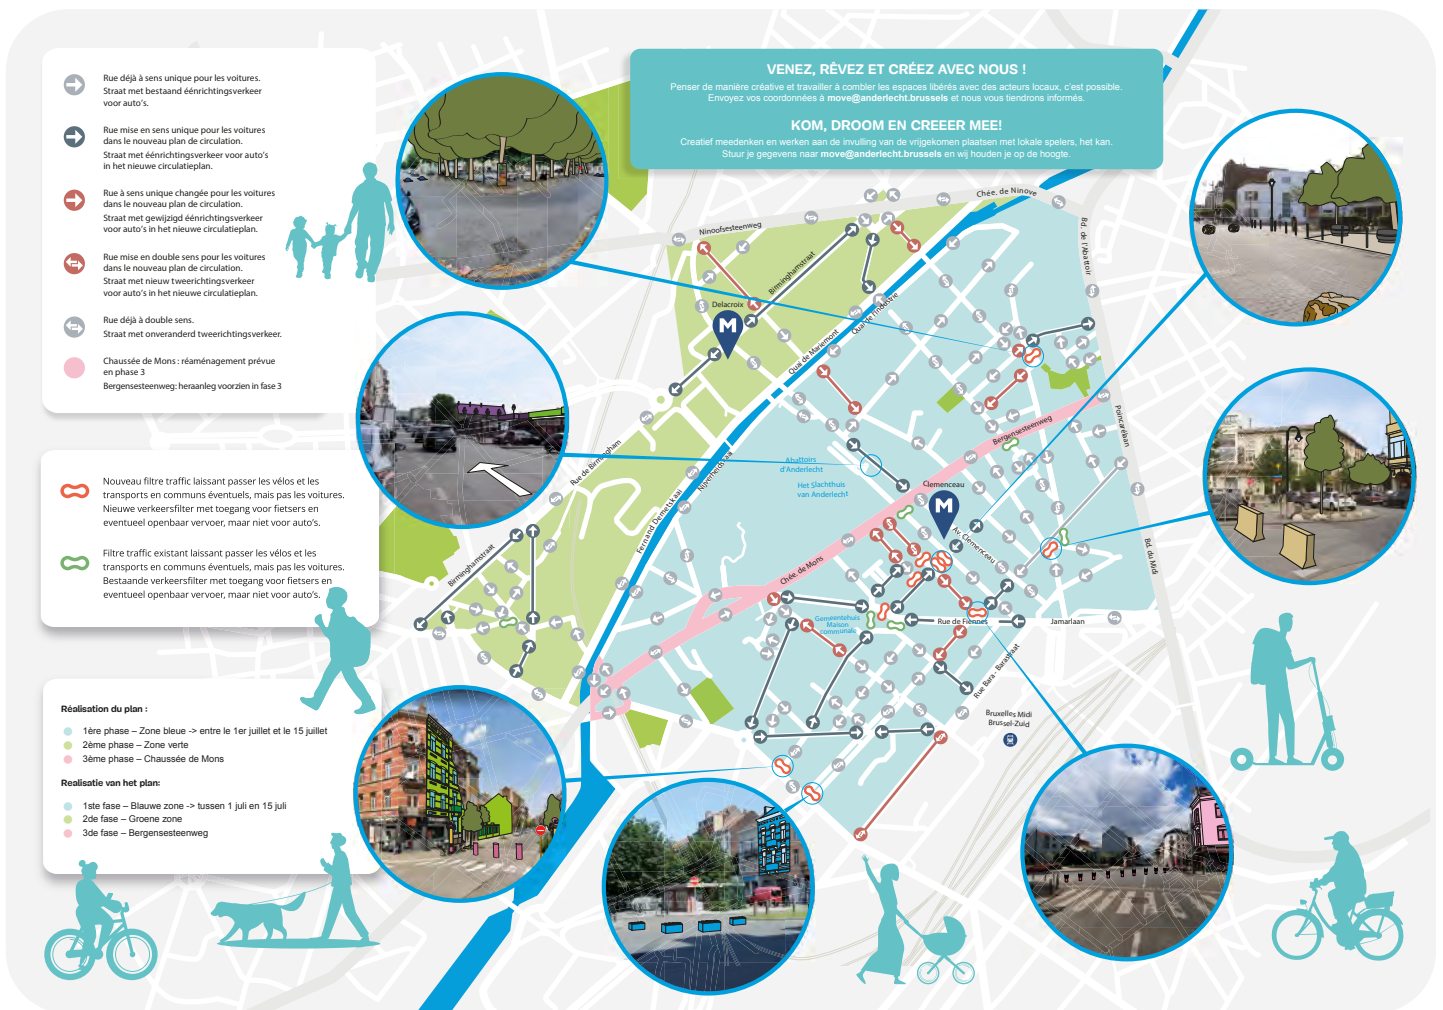 Rue déjà à sens unique pour les voitures.
Straat met bestaand éénrichtingsverkeer
voor auto's.
Rue mise en sens unique pour les voitures
dans le nouveau plan de circulation.
Straat met éénrichtingsverkeer voor auto's
in het nieuwe circulatieplan.
Rue à sens unique changée pour les voitures
dans le nouveau plan de circulation.
Straat met gewijzigd éénrichtingsverkeer
voor auto's in het nieuwe circulatieplan.
Rue mise en double sens pour les voitures
dans le nouveau plan de circulation.
Straat met nieuw tweerichtingsverkeer
voor auto's in het nieuwe circulatieplan.
Rue déjà à double sens.
Straat met onveranderd tweerichtingsverkeer.
Chaussée de Mons : réaménagement prévue
en phase 3
Bergensesteenweg: heraanleg voorzien in fase 3
Nouveau filtre traffic laissant passer les vélos et les
transports en communs éventuels, mais pas les voitures.
Nieuwe verkeersfilter met toegang voor fietsers en
eventueel openbaar vervoer, maar niet voor auto's.
Filtre traffic existant laissant passer les vélos et les
transports en communs éventuels, mais pas les voitures.
Bestaande verkeersfilter met toegang voor fietsers en
eventueel openbaar vervoer, maar niet voor auto's.
Réalisation du plan :
1ère phase – Zone bleue -> entre le 1er juillet et le 15 juillet
2ème phase – Zone verte
3ème phase – Chaussée de Mons
Realisatie van het plan:
1ste fase – Blauwe zone -> tussen 1 juli en 15 juli
2de fase – Groene zone
3de fase – Bergensesteenweg
VENEZ, RÊVEZ ET CRÉEZ AVEC NOUS !
Penser de manière créative et travailler à combler les espaces libérés avec des acteurs locaux, c'est possible.
Envoyez vos coordonnées à move@anderlecht.brussels et nous vous tiendrons informés.
KOM, DROOM EN CREEER MEE!
Creatief meedenken en werken aan de invulling van de vrijgekomen plaatsen met lokale spelers, het kan.
Stuur je gegevens naar move@anderlecht.brussels en wij houden je op de hoogte.
Chée. de Ninove
Ninoofsesteenweg
Bd. de l'Abattoir
Birminghamstraat
Delacroix
M
Quai de l'Industrie
Quai de Mariemont
Poincarélaan
Bergensesteenweg
Rue de Birmingham
Abattoirs
d'Anderlecht
Het Slachthuis
van Anderlecht
Nijverheidskaai
Clemenceau
M
Fernand Demetskaai
Av. Clemenceau
Bd. du Midi
Birminghamstraat
Chée. de Mons
Gemeentehuis
Maison
communale
Rue de Fiennes
Jamarlaan
Rue Bara - Barastraat
Bruxelles Midi
Brussel-Zuid